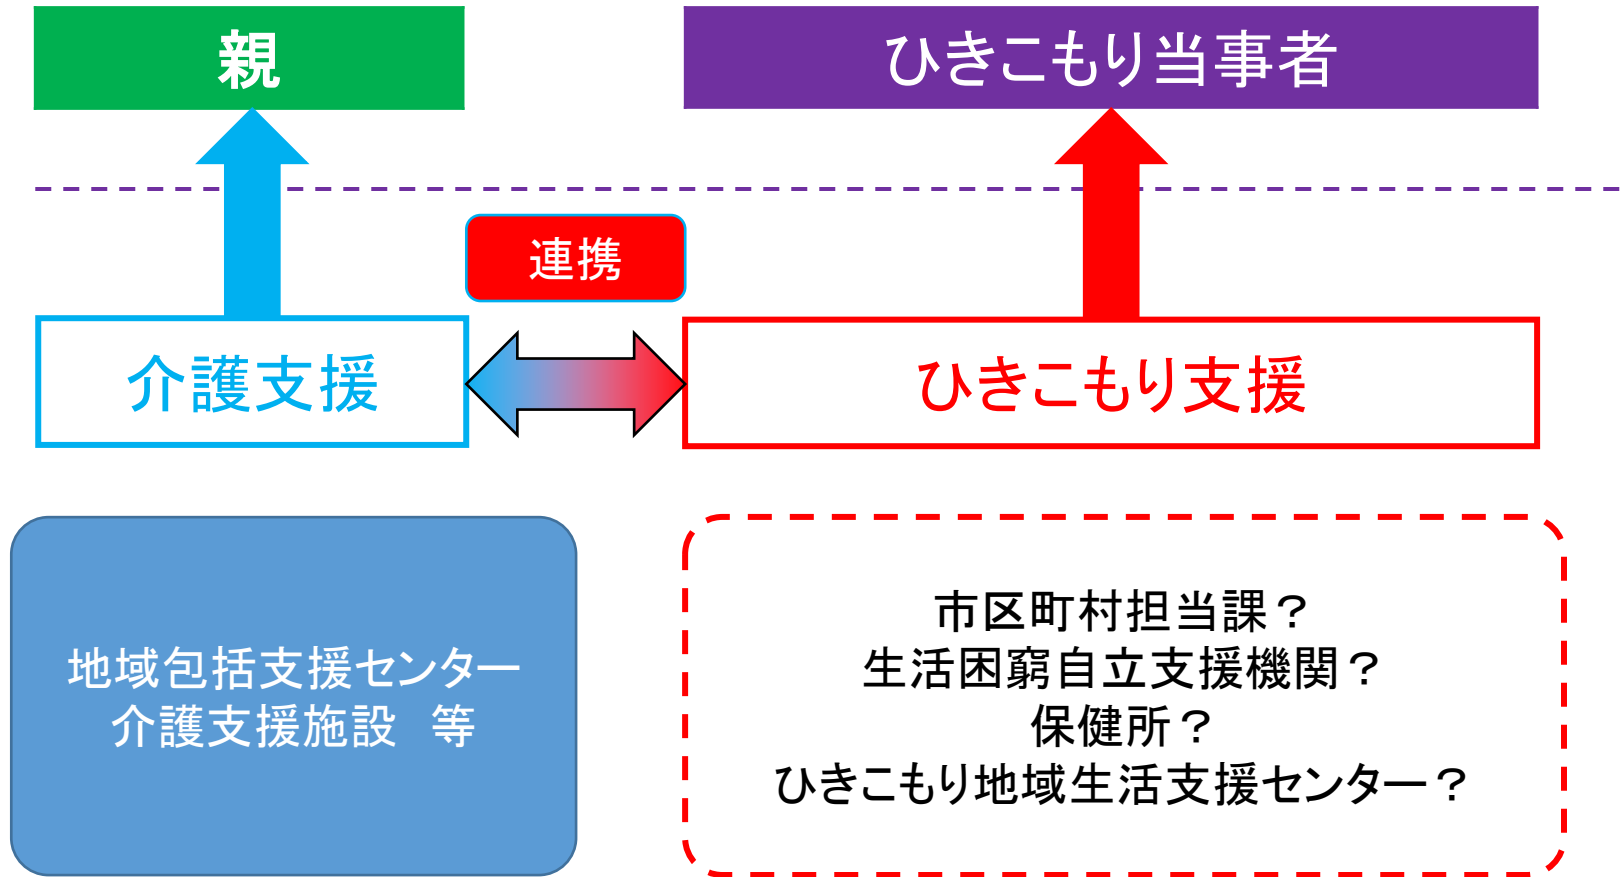 親
ひきこもり当事者
連携
介護支援
ひきこもり支援
地域包括支援センター
介護支援施設　等
市区町村担当課？
生活困窮自立支援機関？
保健所？
ひきこもり地域生活支援センター？